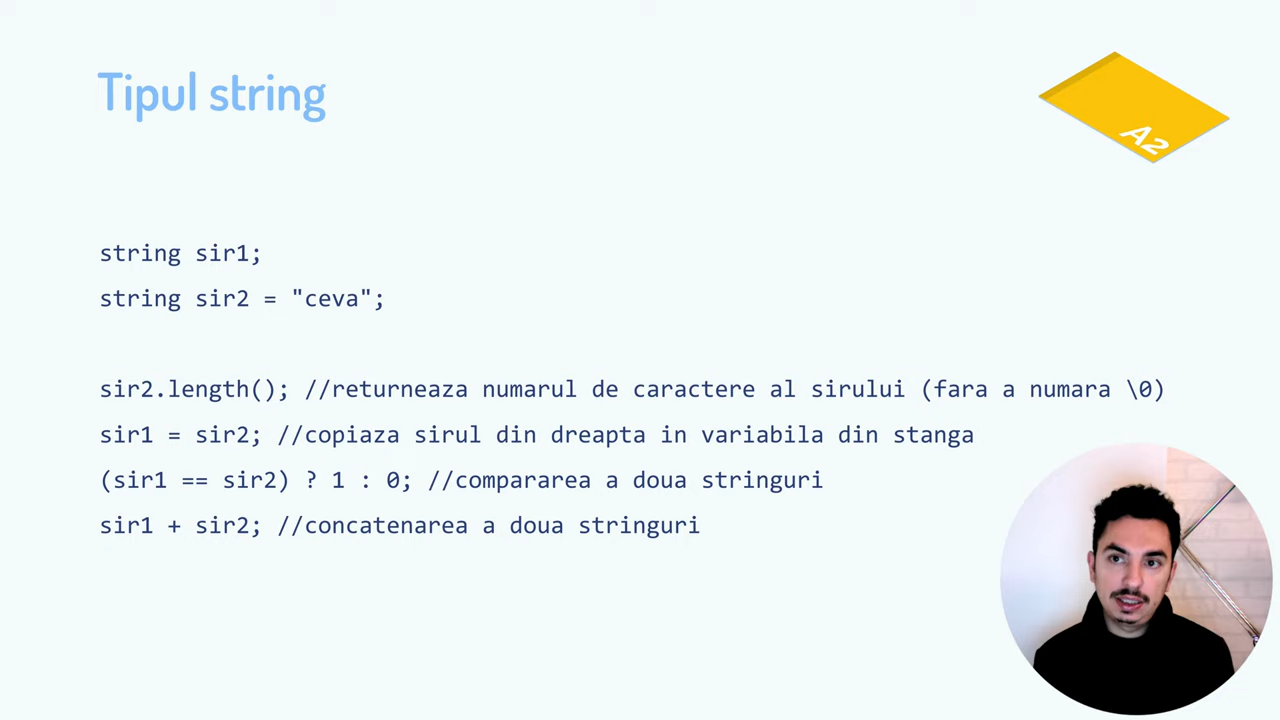 Tipul string
A2
string sir1;
string sir2 = "ceva";
sir2.length(); //returneaza numarul de caractere al sirului (fara a numara \0)
sir1 = sir2; //copiaza sirul din dreapta in variabila din stanga
(sir1 == sir2) ? 1 : 0; //compararea a doua stringuri
sir1 + sir2; //concatenarea a doua stringuri